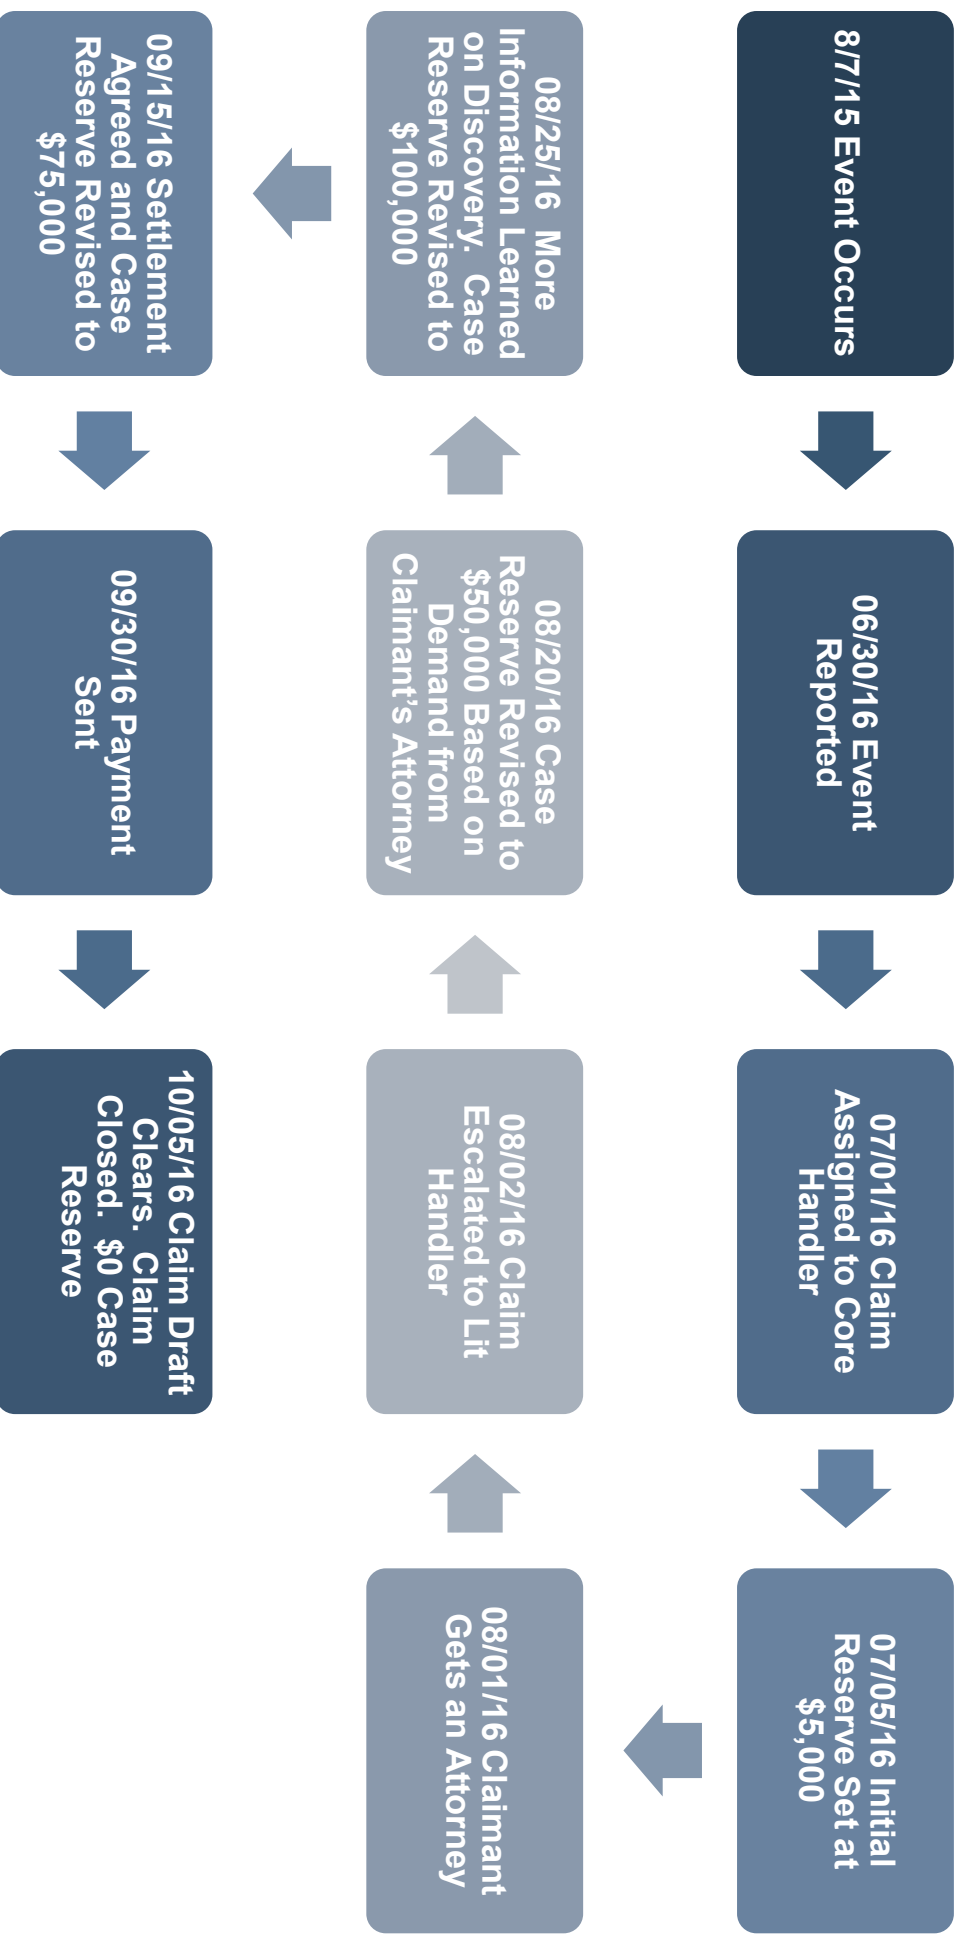 8/7/15 Event Occurs
06/30/16 Event
Reported
07/01/16 Claim
Assigned to Core
Handler
07/05/16 Initial
Reserve Set at
$5,000
08/01/16 Claimant
Gets an Attorney
08/02/16 Claim
Escalated to Lit
Handler
08/20/16 Case
Reserve Revised to
$50,000 Based on
Demand from
Claimant’s Attorney
08/25/16  More
Information Learned
on Discovery.  Case
Reserve Revised to
$100,000
09/15/16 Settlement
Agreed and Case
Reserve Revised to
$75,000
09/30/16 Payment
Sent
10/05/16 Claim Draft
Clears.  Claim
Closed.  $0 Case
Reserve